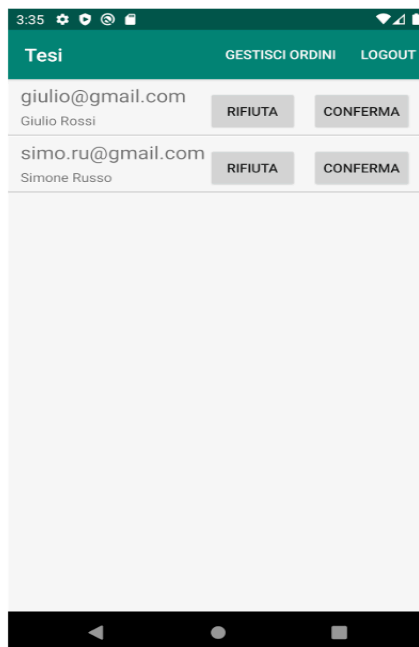 3:35
Tesi GESTISCI ORDINI LOGOUT
giulio@gmail.com
Giulio Rossi
RIFIUTA CONFERMA
simo.ru@gmail.com
Simone Russo
RIFIUTA CONFERMA